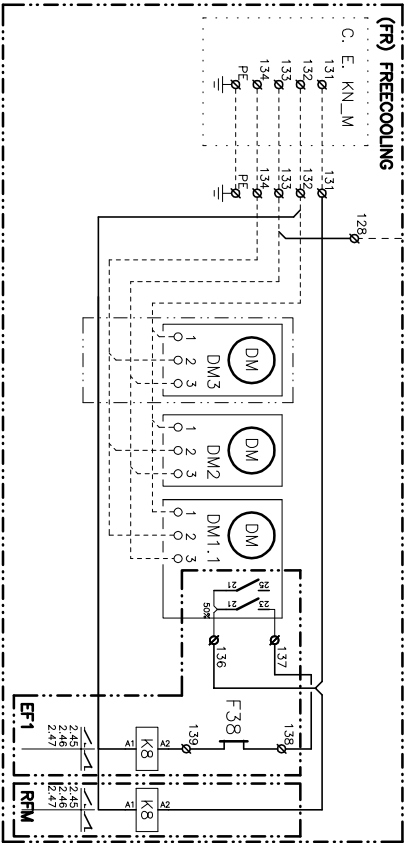 (FR) FREECOOLING
C. E. KN_M
131
132
133
134
PE
131
132
133
134
PE
128
DM
DM3
1
2
3
DM
DM2
1
2
3
DM
DM1.1
1
2
3
25
21
23
21
50%
136
137
F38
138
139
EF1
2.45
2.46
2.47
A1
K8
A2
RFM
2.45
2.46
2.47
A1
K8
A2